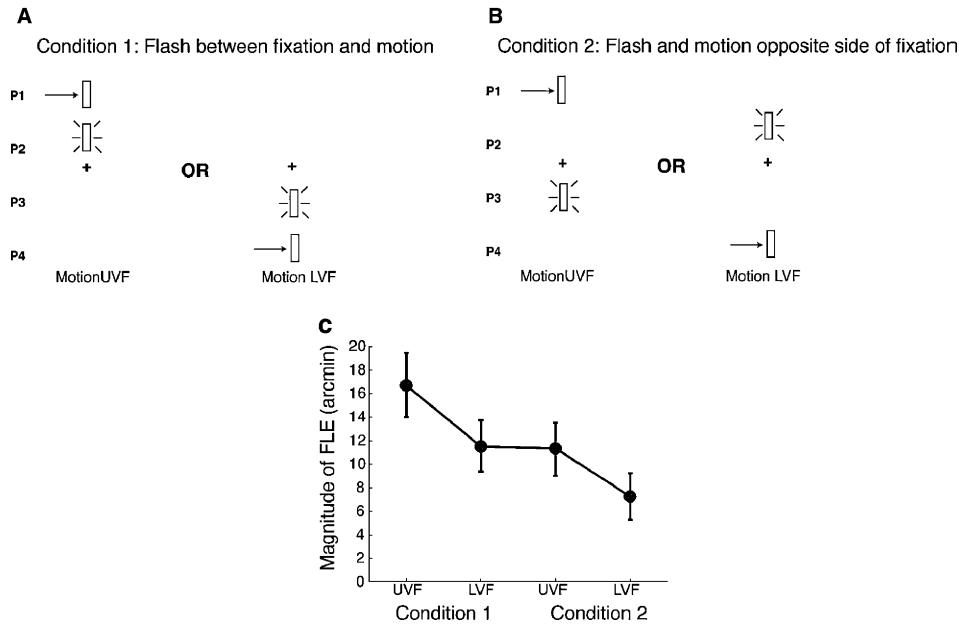 A
Condition 1: Flash between fixation and motion
P1
P2
+
OR
+
P3
P4
MotionUVF
Motion LVF
B
Condition 2: Flash and motion opposite side of fixation
P1
P2
+
OR
+
P3
P4
MotionUVF
Motion LVF
C
Magnitude of FLE (arcmin)
20
18
16
14
12
10
8
6
4
2
0
UVF LVF UVF LVF
Condition 1 Condition 2